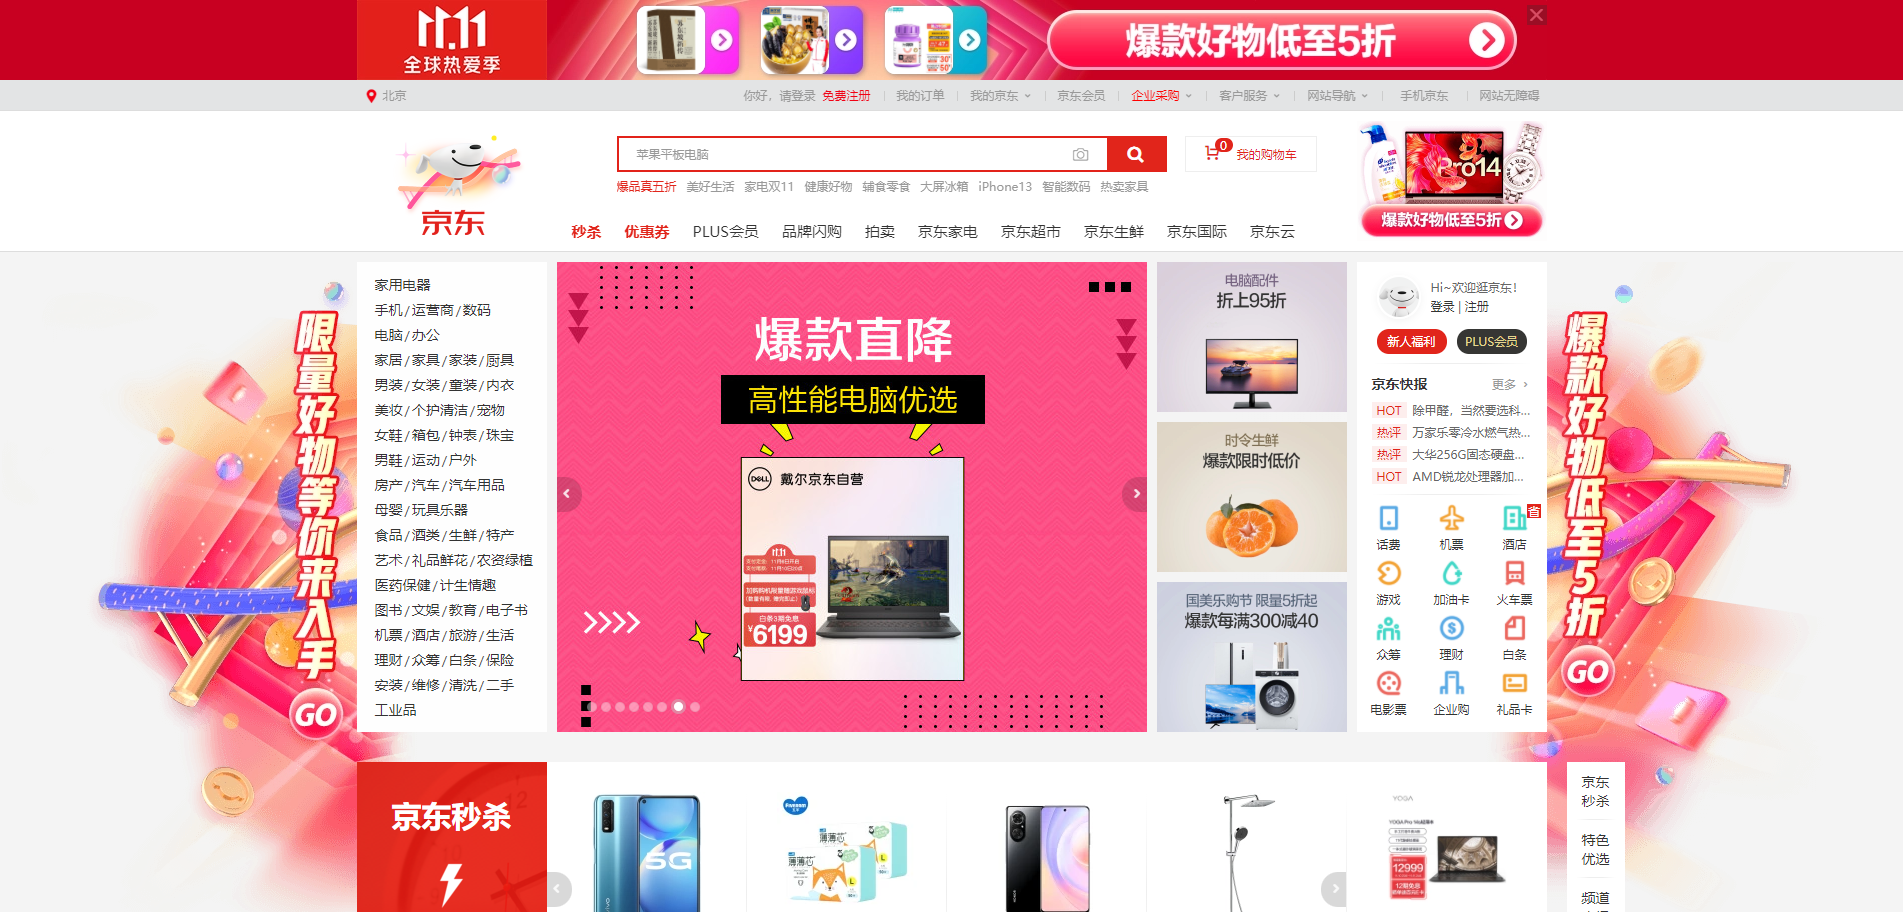 11.11
全球热爱季
爆款好物低至5折
北京
你好，请登录 免费注册
我的订单
我的京东
京东会员
企业采购
客户服务
网站导航
手机京东
网站无障碍
京东
苹果平板电脑
0 我的购物车
爆品真五折 美好生活 家电双11 健康好物 辅食零食 大屏冰箱 iPhone13 智能数码 热卖家具
秒杀 优惠券 PLUS会员 品牌闪购 拍卖 京东家电 京东超市 京东生鲜 京东国际 京东云
Pro14
爆款好物低至5折
限量好物等你来入手
GO
家用电器
手机/运营商/数码
电脑/办公
家居/家具/家装/厨具
男装/女装/童装/内衣
美妆/个护清洁/宠物
女鞋/箱包/钟表/珠宝
男鞋/运动/户外
房产/汽车/汽车用品
母婴/玩具乐器
食品/酒类/生鲜/特产
艺术/礼品鲜花/农资绿植
医药保健/计生情趣
图书/文娱/教育/电子书
机票/酒店/旅游/生活
理财/众筹/白条/保险
安装/维修/清洗/二手
工业品
爆款直降
高性能电脑优选
DELL 戴尔京东自营
11.11
白条3期免息
¥6199
电脑配件
折上95折
时令生鲜
爆款限时低价
国美乐购节 限量5折起
爆款每满300减40
Hi~欢迎逛京东!
登录 | 注册
新人福利 PLUS会员
京东快报 更多
HOT 除甲醛，当然要选科...
热评 万家乐零冷水燃气热...
热评 大华256G固态硬盘...
HOT AMD锐龙处理器加...
省
话费 机票 酒店
游戏 加油卡 火车票
众筹 理财 白条
电影票 企业购 礼品卡
爆款好物低至5折
GO
京东秒杀
5G
vivo
薄薄芯
薄薄芯
L
L
HONOR
YOGA
12999
12期免息
京东
秒杀
特色
优选
频道